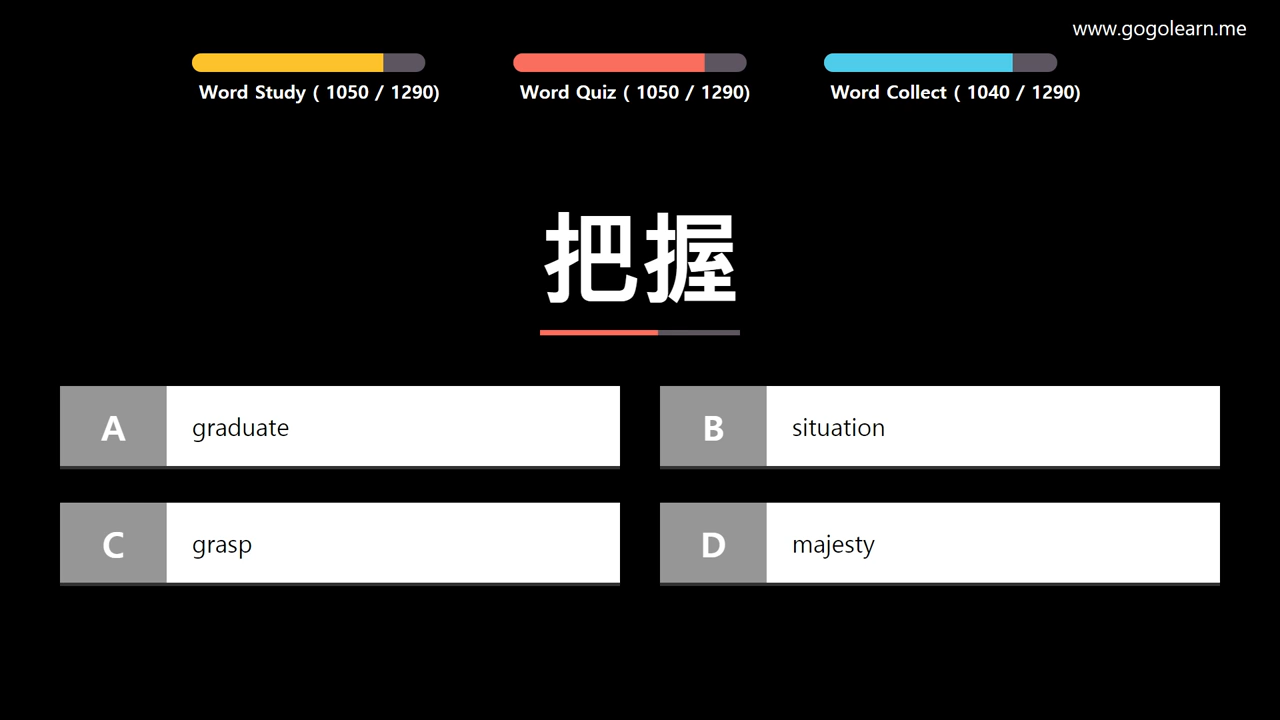 www.gogolearn.me
Word Study ( 1050 / 1290)
Word Quiz ( 1050 / 1290)
Word Collect ( 1040 / 1290)
把握
A graduate
B situation
C grasp
D majesty